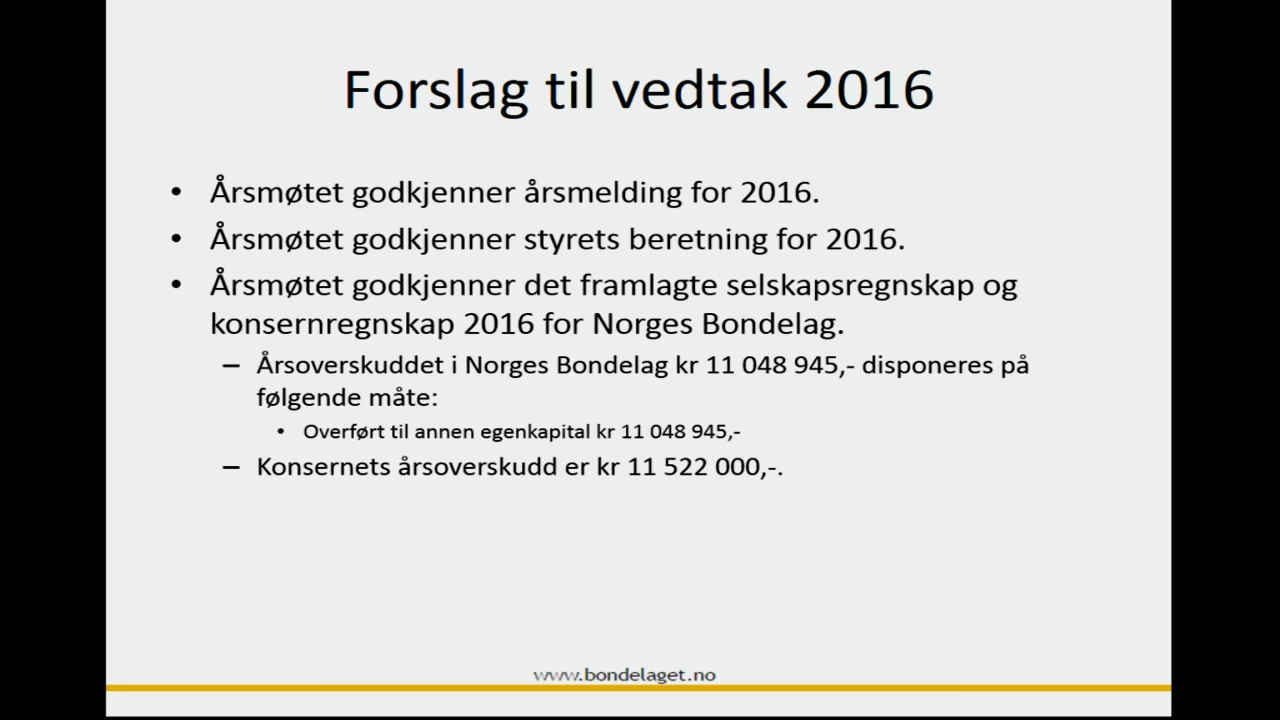 Forslag til vedtak 2016
• Årsmøtet godkjenner årsmelding for 2016.
• Årsmøtet godkjenner styrets beretning for 2016.
• Årsmøtet godkjenner det framlagte selskapsregnskap og
konsernregnskap 2016 for Norges Bondelag.
– Årsoverskuddet i Norges Bondelag kr 11 048 945,- disponeres på
følgende måte:
• Overført til annen egenkapital kr 11 048 945,-
– Konsernets årsoverskudd er kr 11 522 000,-.
www.bondelaget.no